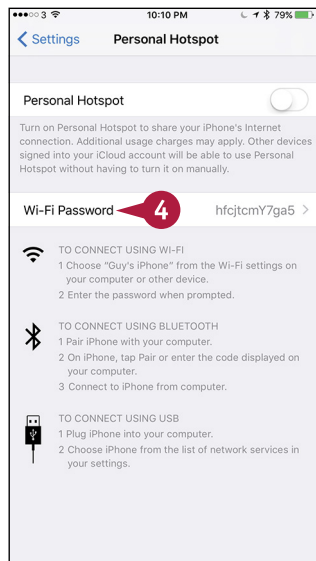 3 10:10 PM 79%
Settings Personal Hotspot
Personal Hotspot
Turn on Personal Hotspot to share your iPhone's Internet
connection. Additional usage charges may apply. Other devices
signed into your iCloud account will be able to use Personal
Hotspot without having to turn it on manually.
Wi-Fi Password 4 hfcjtcmY7ga5
TO CONNECT USING WI-FI
1 Choose "Guy's iPhone" from the Wi-Fi settings on
your computer or other device.
2 Enter the password when prompted.
TO CONNECT USING BLUETOOTH
1 Pair iPhone with your computer.
2 On iPhone, tap Pair or enter the code displayed on
your computer.
3 Connect to iPhone from computer.
TO CONNECT USING USB
1 Plug iPhone into your computer.
2 Choose iPhone from the list of network services in
your settings.